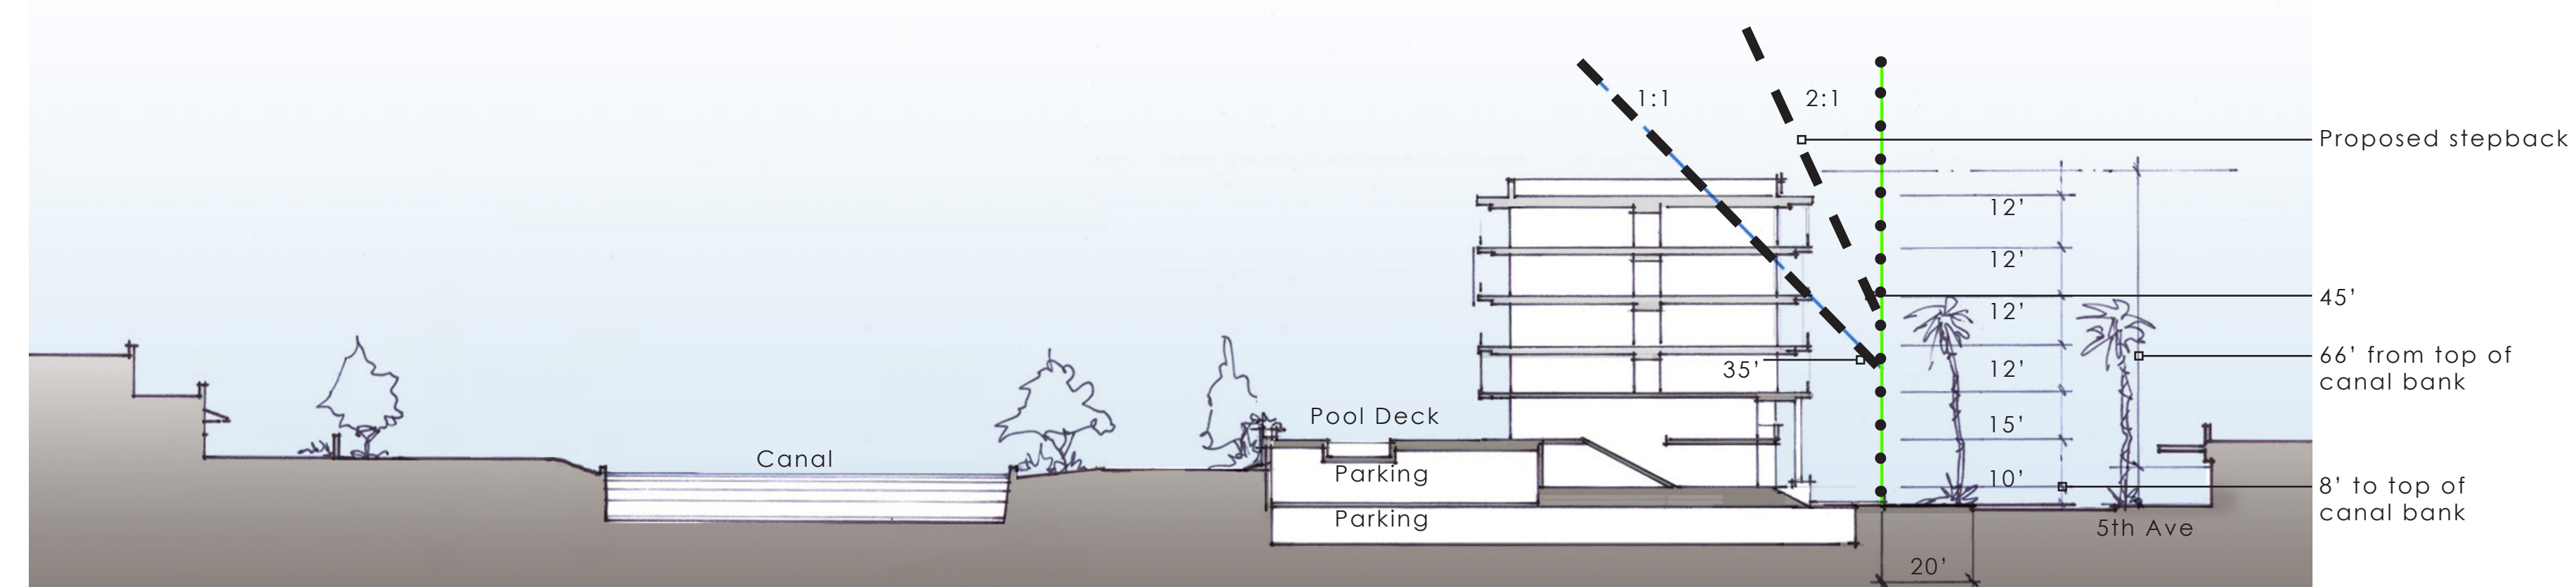 1:1
2:1
Proposed stepback
12’
12’
45’
12’
66’ from top of
canal bank
35’
12’
Pool Deck
15’
Canal
Parking
10’
8’ to top of
canal bank
Parking
5th Ave
20’